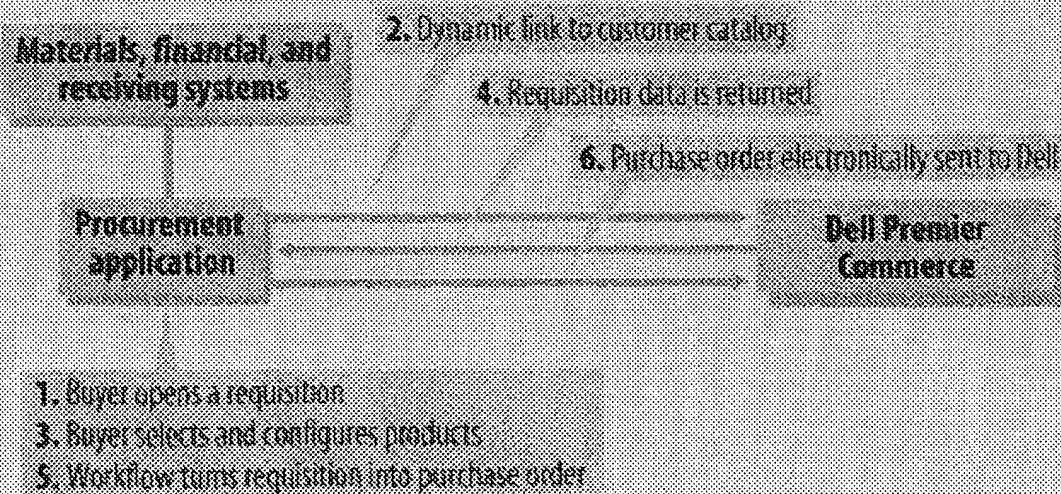 Materials, financial, and
receiving systems
2. Dynamic link to customer catalog
4. Requisition data is returned
6. Purchase order electronically sent to Dell
Procurement
application
Dell Premier
Commerce
1. Buyer opens a requisition
3. Buyer selects and configures products
5. Workflow turns requisition into purchase order